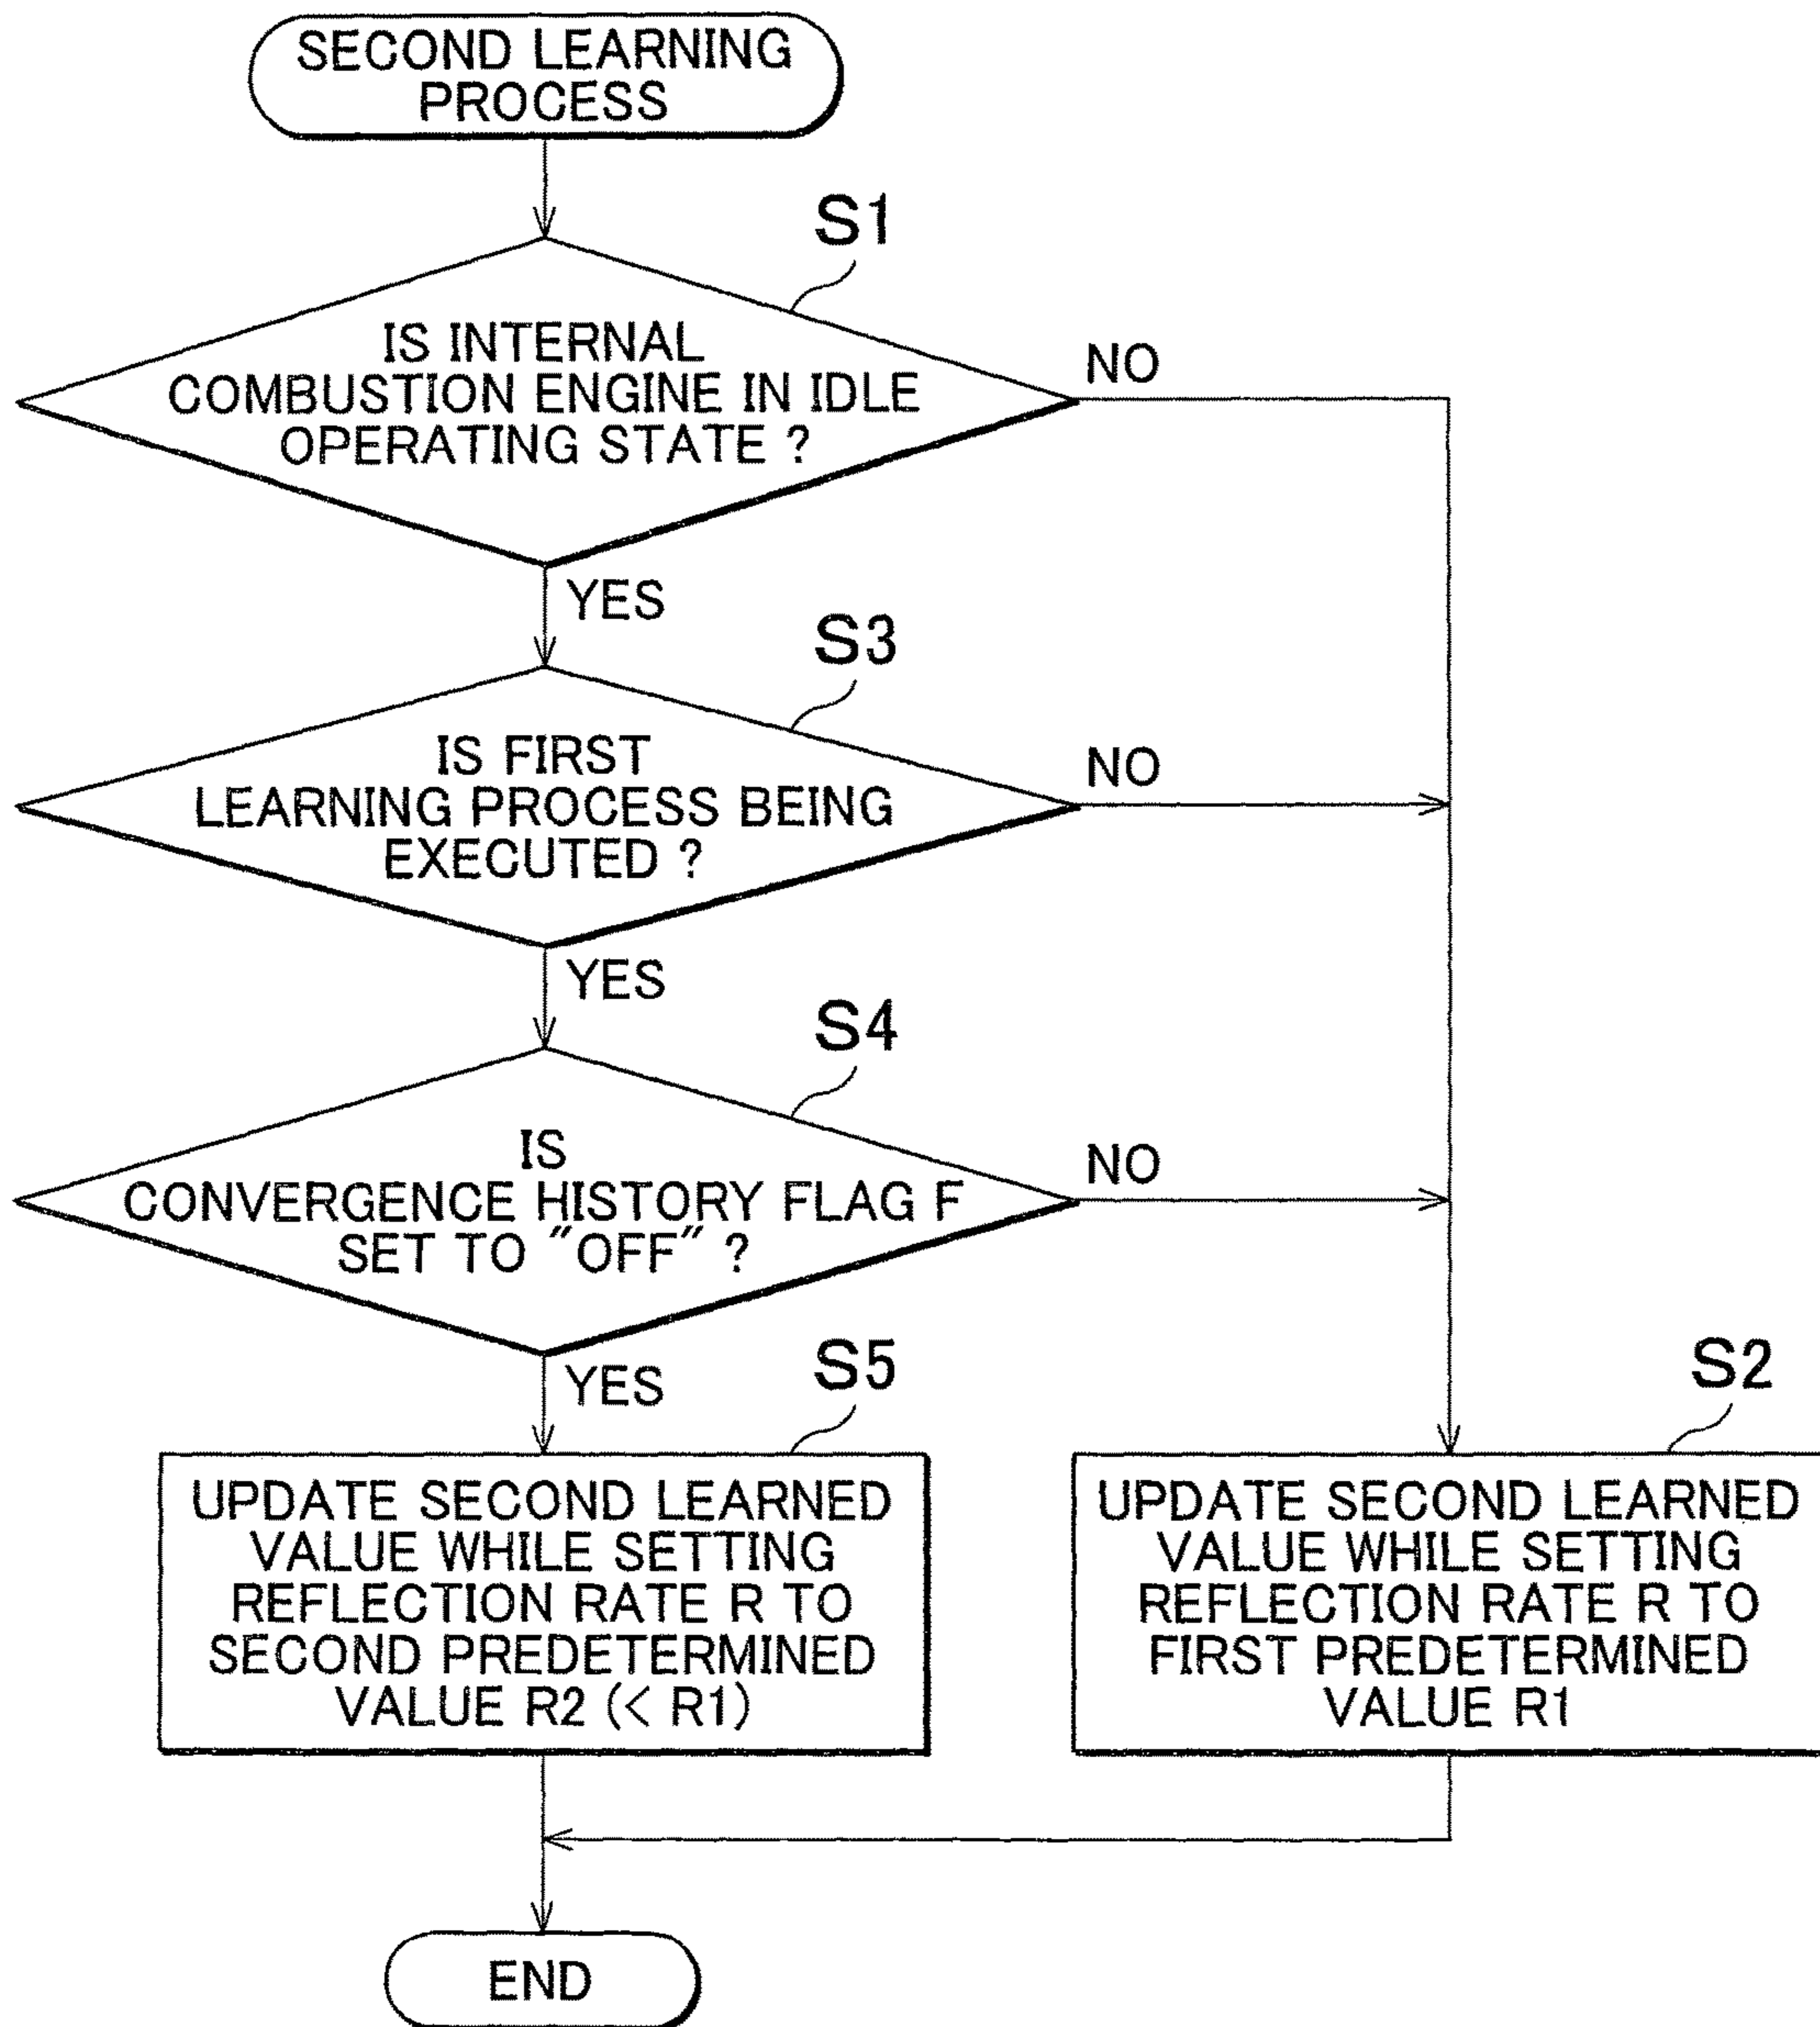 SECOND LEARNING
PROCESS
S1
IS INTERNAL
COMBUSTION ENGINE IN IDLE
OPERATING STATE ?
NO
YES
S3
IS FIRST
LEARNING PROCESS BEING
EXECUTED ?
NO
YES
S4
IS
CONVERGENCE HISTORY FLAG F
SET TO "OFF" ?
NO
YES
S5
UPDATE SECOND LEARNED
VALUE WHILE SETTING
REFLECTION RATE R TO
SECOND PREDETERMINED
VALUE R2 (< R1)
S2
UPDATE SECOND LEARNED
VALUE WHILE SETTING
REFLECTION RATE R TO
FIRST PREDETERMINED
VALUE R1
END